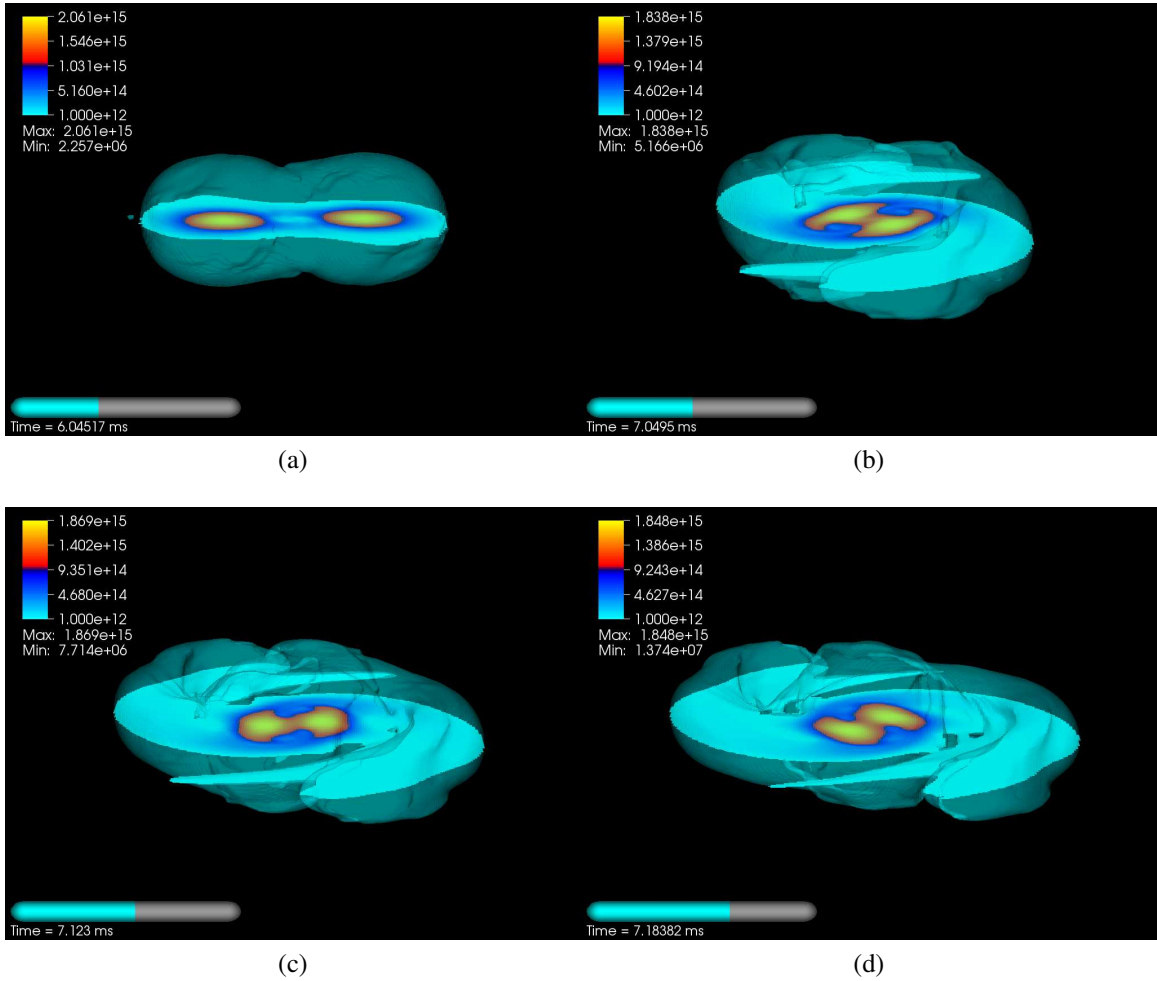 2.061e+15
1.546e+15
1.031e+15
5.160e+14
1.000e+12
Max: 2.061e+15
Min: 2.257e+06
Time = 6.04517 ms
(a)
1.838e+15
1.379e+15
9.194e+14
4.602e+14
1.000e+12
Max: 1.838e+15
Min: 5.166e+06
Time = 7.0495 ms
(b)
1.869e+15
1.402e+15
9.351e+14
4.680e+14
1.000e+12
Max: 1.869e+15
Min: 7.714e+06
Time = 7.123 ms
(c)
1.848e+15
1.386e+15
9.243e+14
4.627e+14
1.000e+12
Max: 1.848e+15
Min: 1.374e+07
Time = 7.18382 ms
(d)